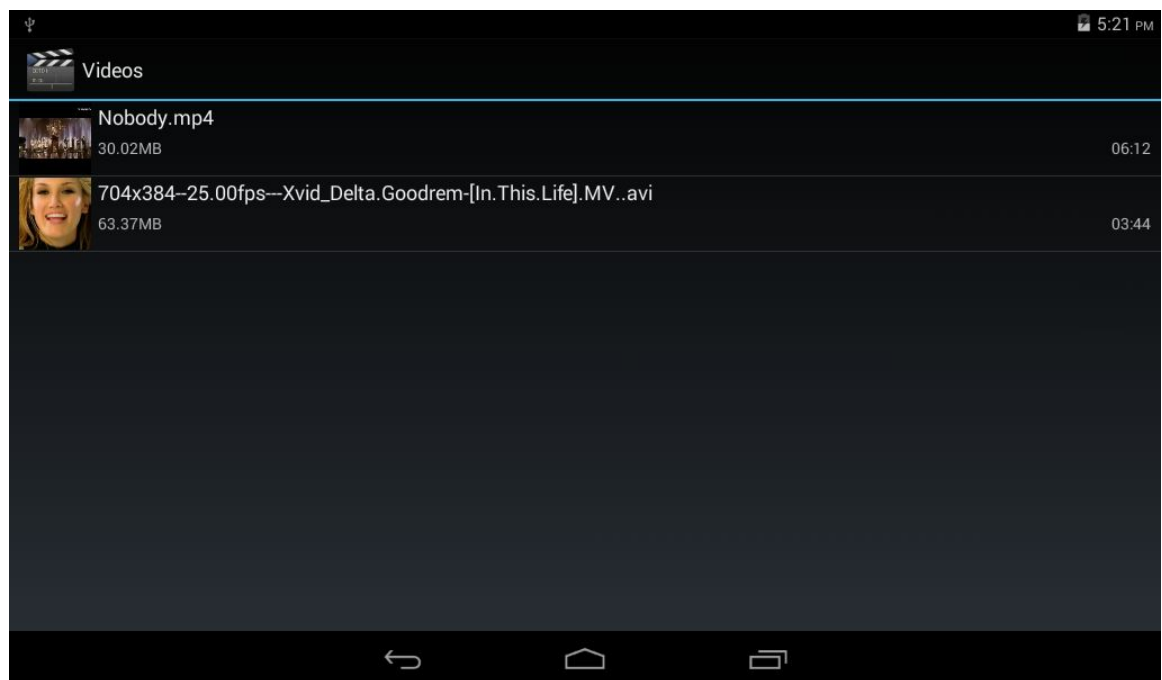 5:21 PM
Videos
Nobody.mp4
30.02MB
06:12
704x384--25.00fps---Xvid_Delta.Goodrem-[In.This.Life].MV..avi
63.37MB
03:44